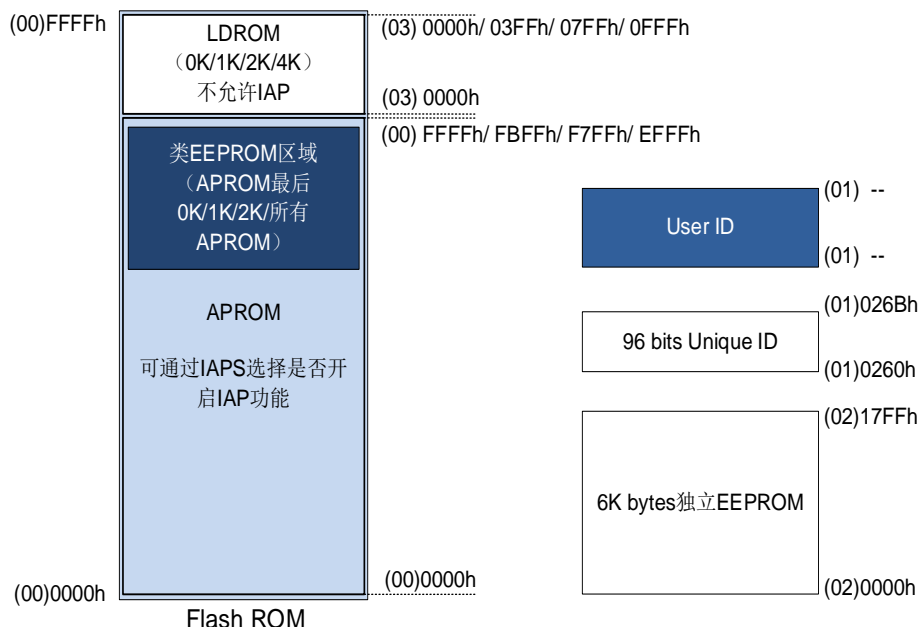 (00)FFFFh
LDROM
（0K/1K/2K/4K）
不允许IAP
(03) 0000h/ 03FFh/ 07FFh/ 0FFFh
(03) 0000h
(00) FFFFh/ FBFFh/ F7FFh/ EFFFh
类EEPROM区域
（APROM最后
0K/1K/2K/所有
APROM）
APROM
可通过IAPS选择是否开
启IAP功能
(00)0000h
(00)0000h
Flash ROM
(01) --
User ID
(01) --
(01)026Bh
96 bits Unique ID
(01)0260h
(02)17FFh
6K bytes独立EEPROM
(02)0000h